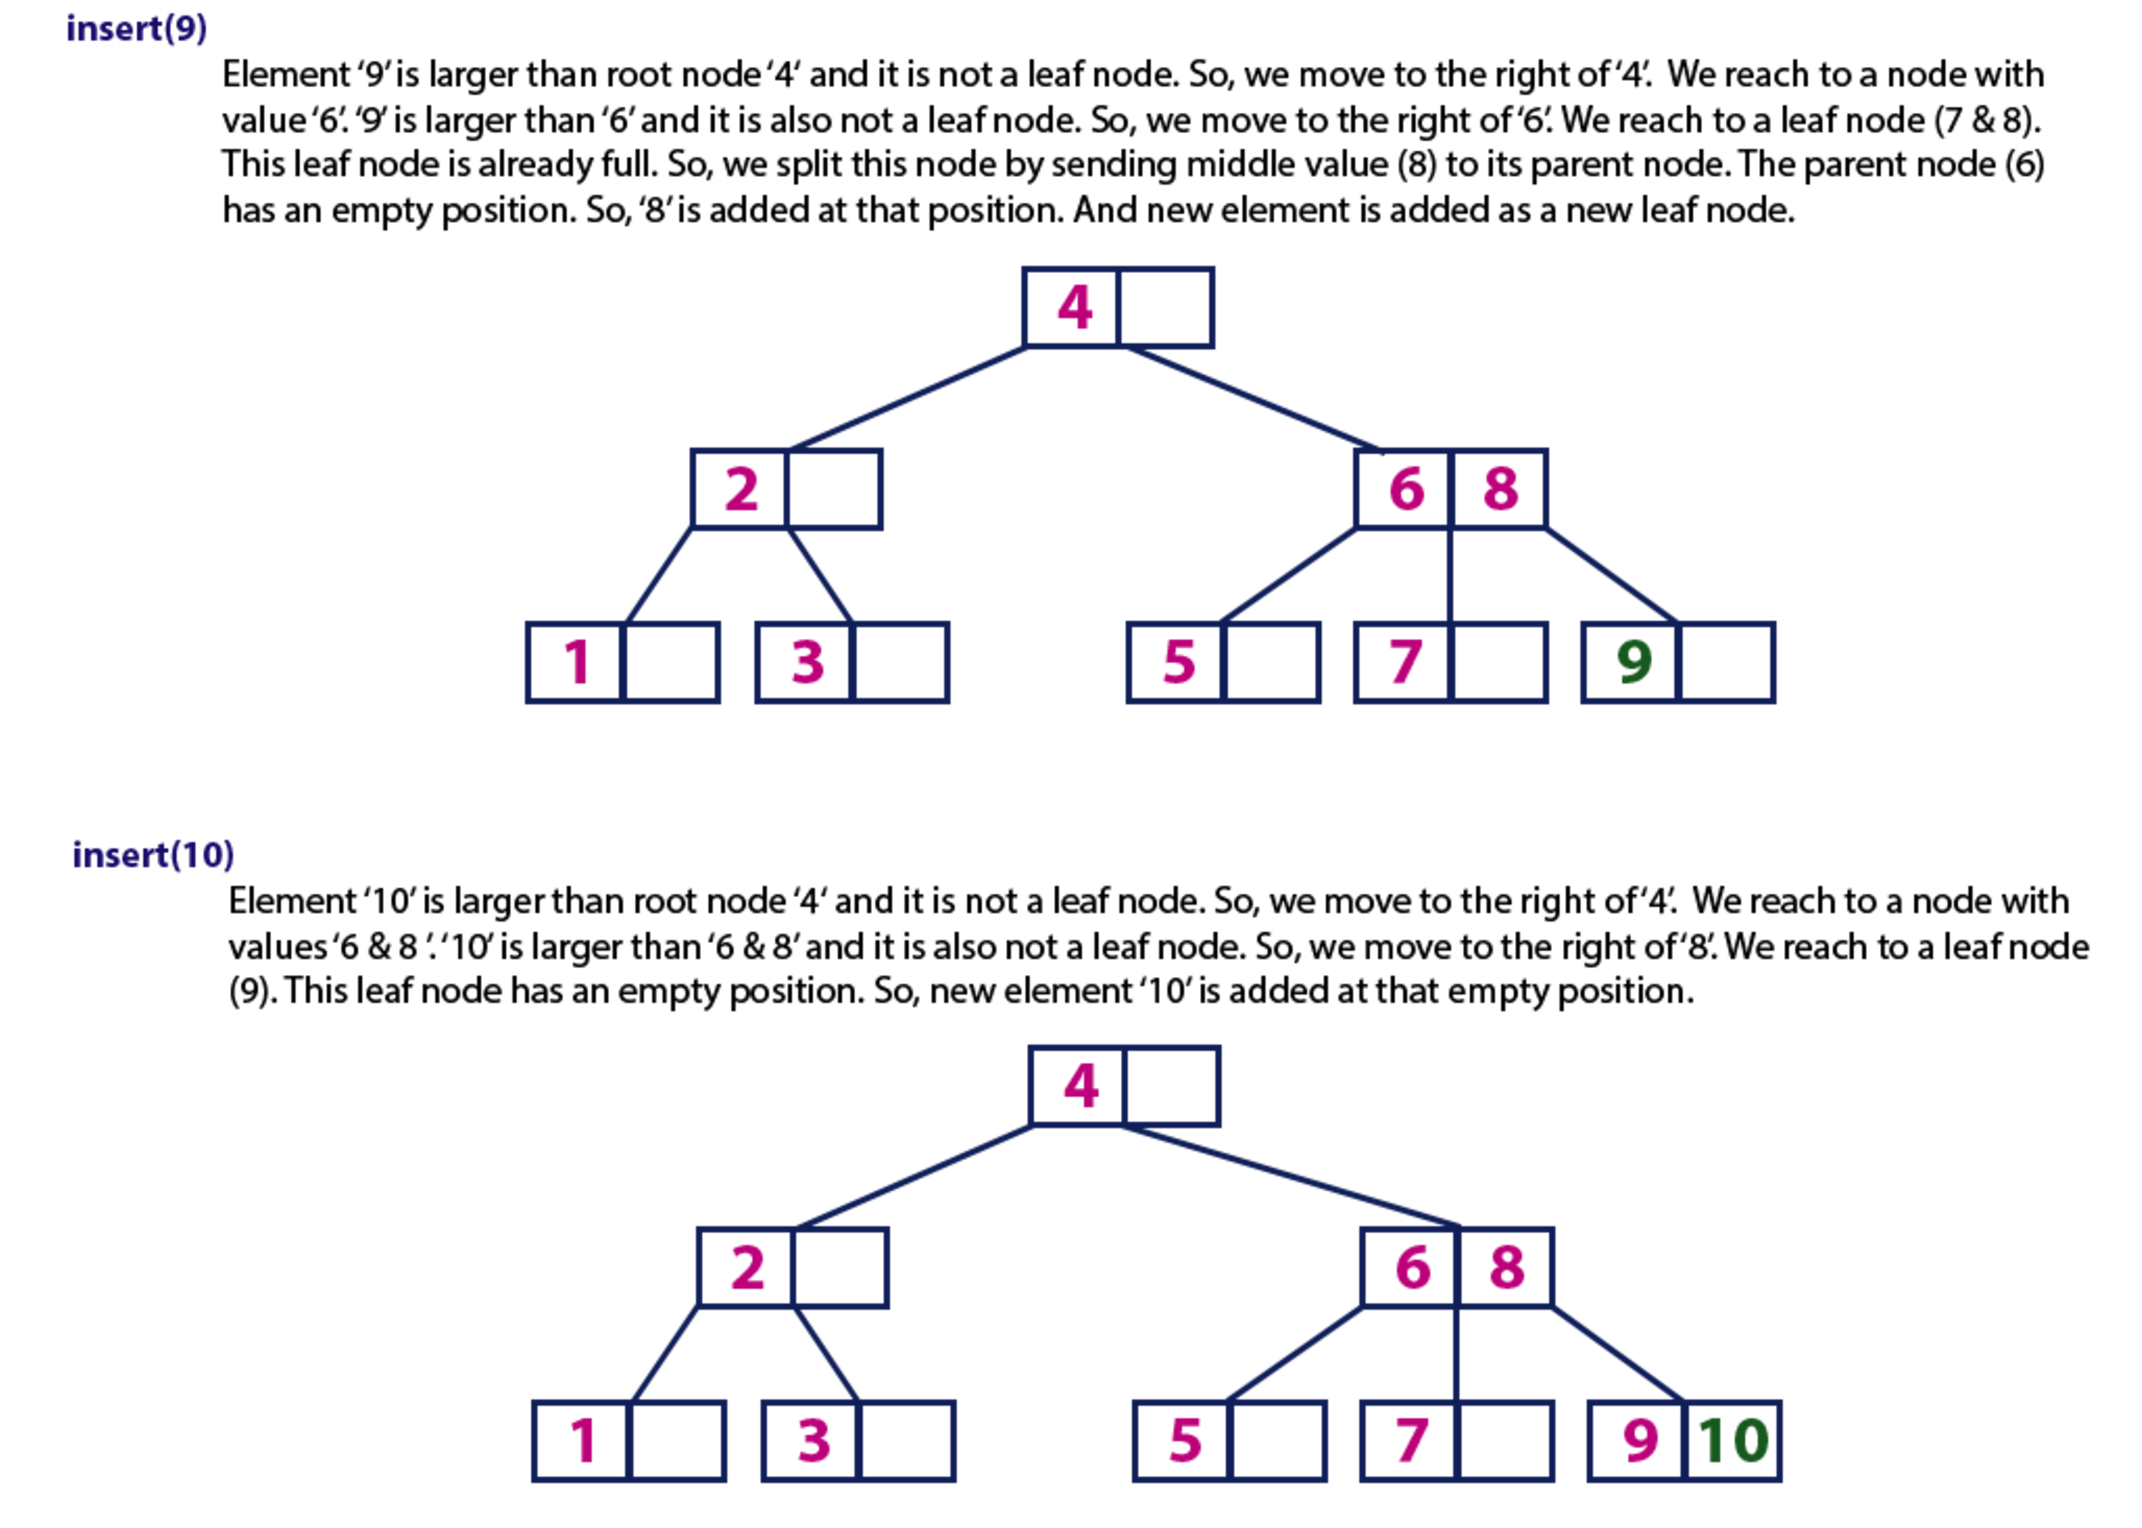 insert(9)
Element ‘9’ is larger than root node ‘4‘ and it is not a leaf node. So, we move to the right of ‘4’.  We reach to a node with
value ‘6’. ‘9’ is larger than ‘6’ and it is also not a leaf node. So, we move to the right of ‘6’. We reach to a leaf node (7 & 8).
This leaf node is already full. So, we split this node by sending middle value (8) to its parent node. The parent node (6)
has an empty position. So, ‘8’ is added at that position. And new element is added as a new leaf node.
4
2 6 8
1 3 5 7 9
insert(10)
Element ‘10’ is larger than root node ‘4‘ and it is not a leaf node. So, we move to the right of ‘4’.  We reach to a node with
values ‘6 & 8 ’. ‘10’ is larger than ‘6 & 8’ and it is also not a leaf node. So, we move to the right of ‘8’. We reach to a leaf node
(9). This leaf node has an empty position. So, new element ‘10’ is added at that empty position.
4
2 6 8
1 3 5 7 9 10